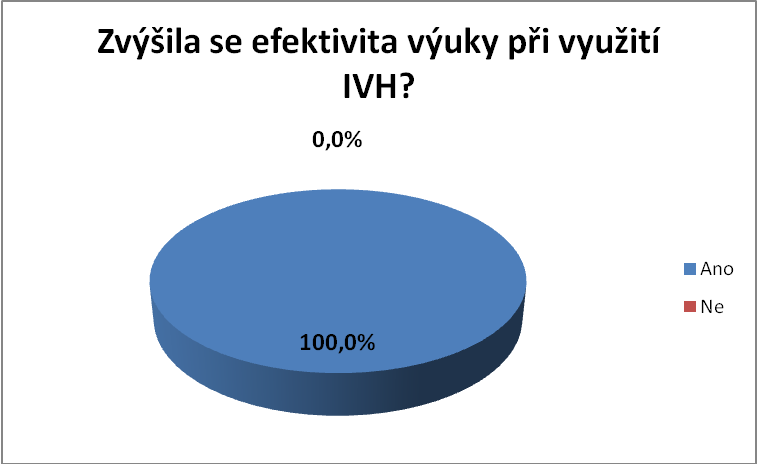 Zvýšila se efektivita výuky při využití
IVH?
0,0%
100,0%
Ano
Ne